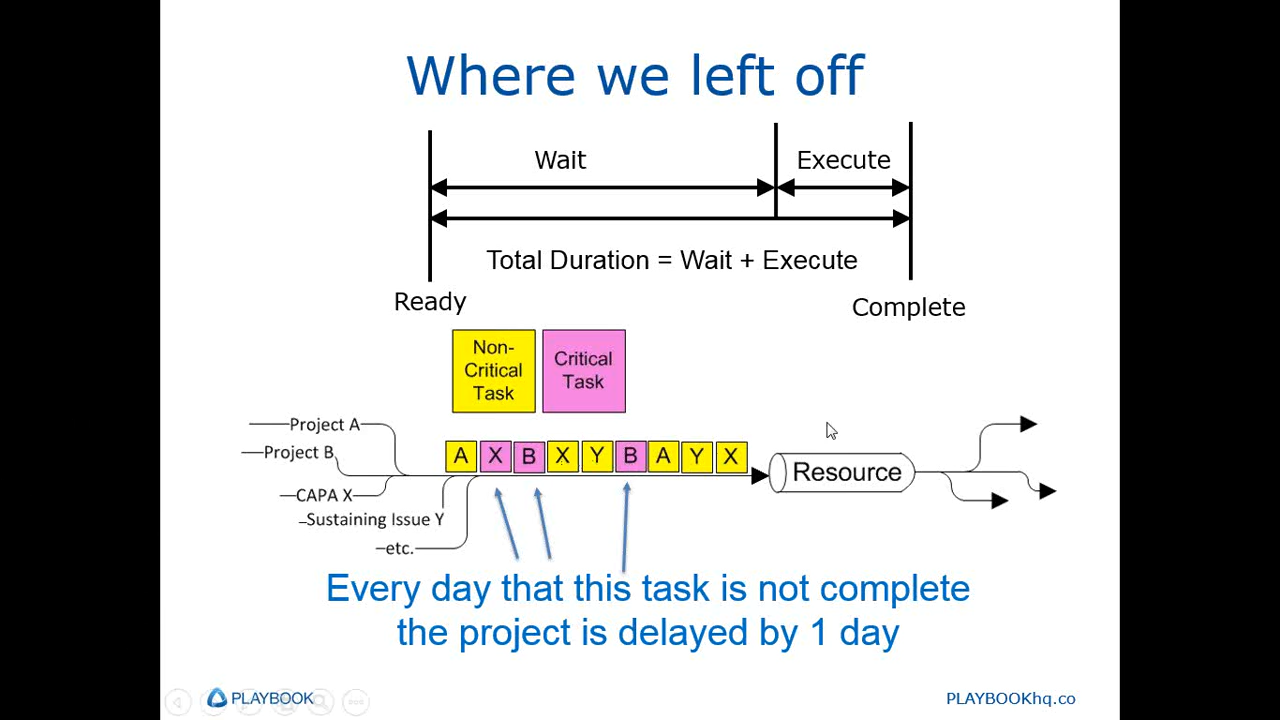 Where we left off
Wait
Execute
Total Duration = Wait + Execute
Ready
Complete
Non-
Critical
Task
Critical
Task
Project A
Project B
CAPA X
Sustaining Issue Y
etc.
A X B X Y B A Y X
Resource
Every day that this task is not complete
the project is delayed by 1 day
PLAYBOOK
PLAYBOOKhq.co